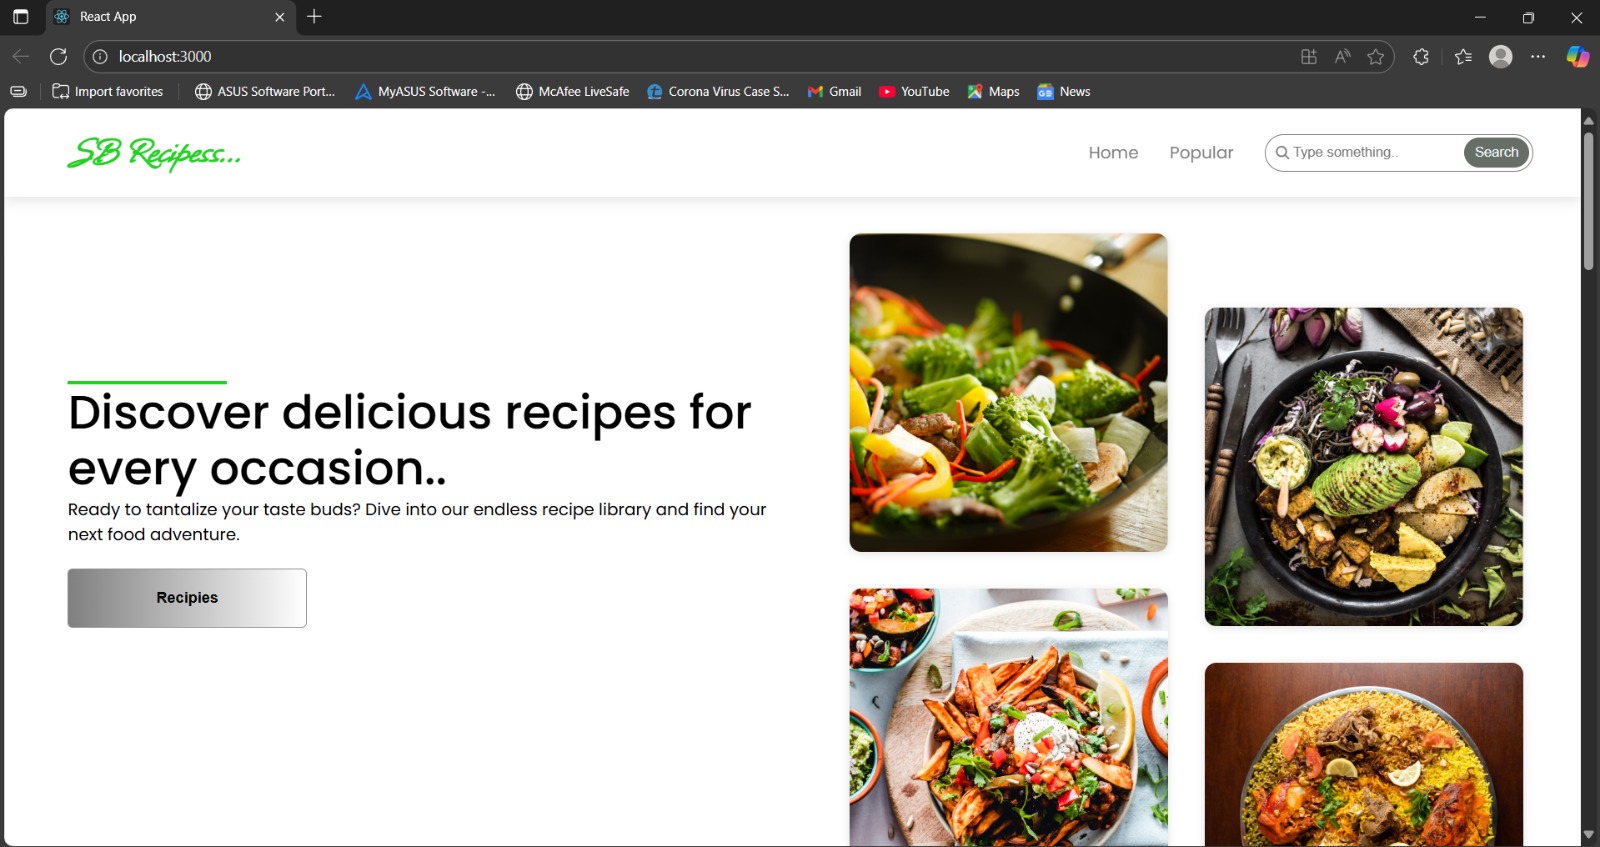 React App
localhost:3000
Import favorites
ASUS Software Port...
MyASUS Software -...
McAfee LiveSafe
Corona Virus Case S...
Gmail
YouTube
Maps
News
SB Recipess...
Home
Popular
Type something..
Search
Discover delicious recipes for
every occasion..
Ready to tantalize your taste buds? Dive into our endless recipe library and find your
next food adventure.
Recipies